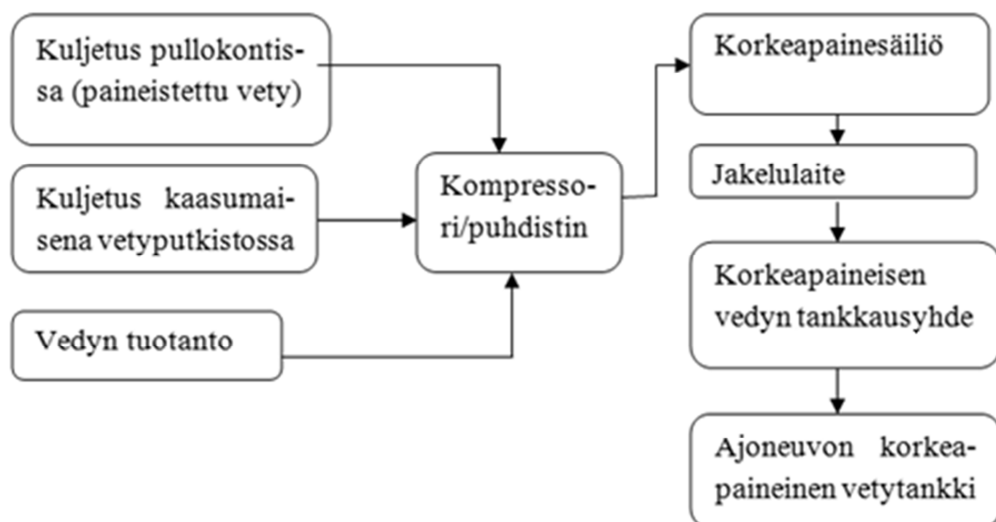 Kuljetus pullokontis-
sa (paineistettu vety)
Kuljetus kaasumai-
sena vetyputkistossa
Vedyn tuotanto
Kompresso-
ri/puhdistin
Korkeapainesäiliö
Jakelulaite
Korkeapaineisen
vedyn tankkausyhde
Ajoneuvon korkea-
paineinen vetytankki